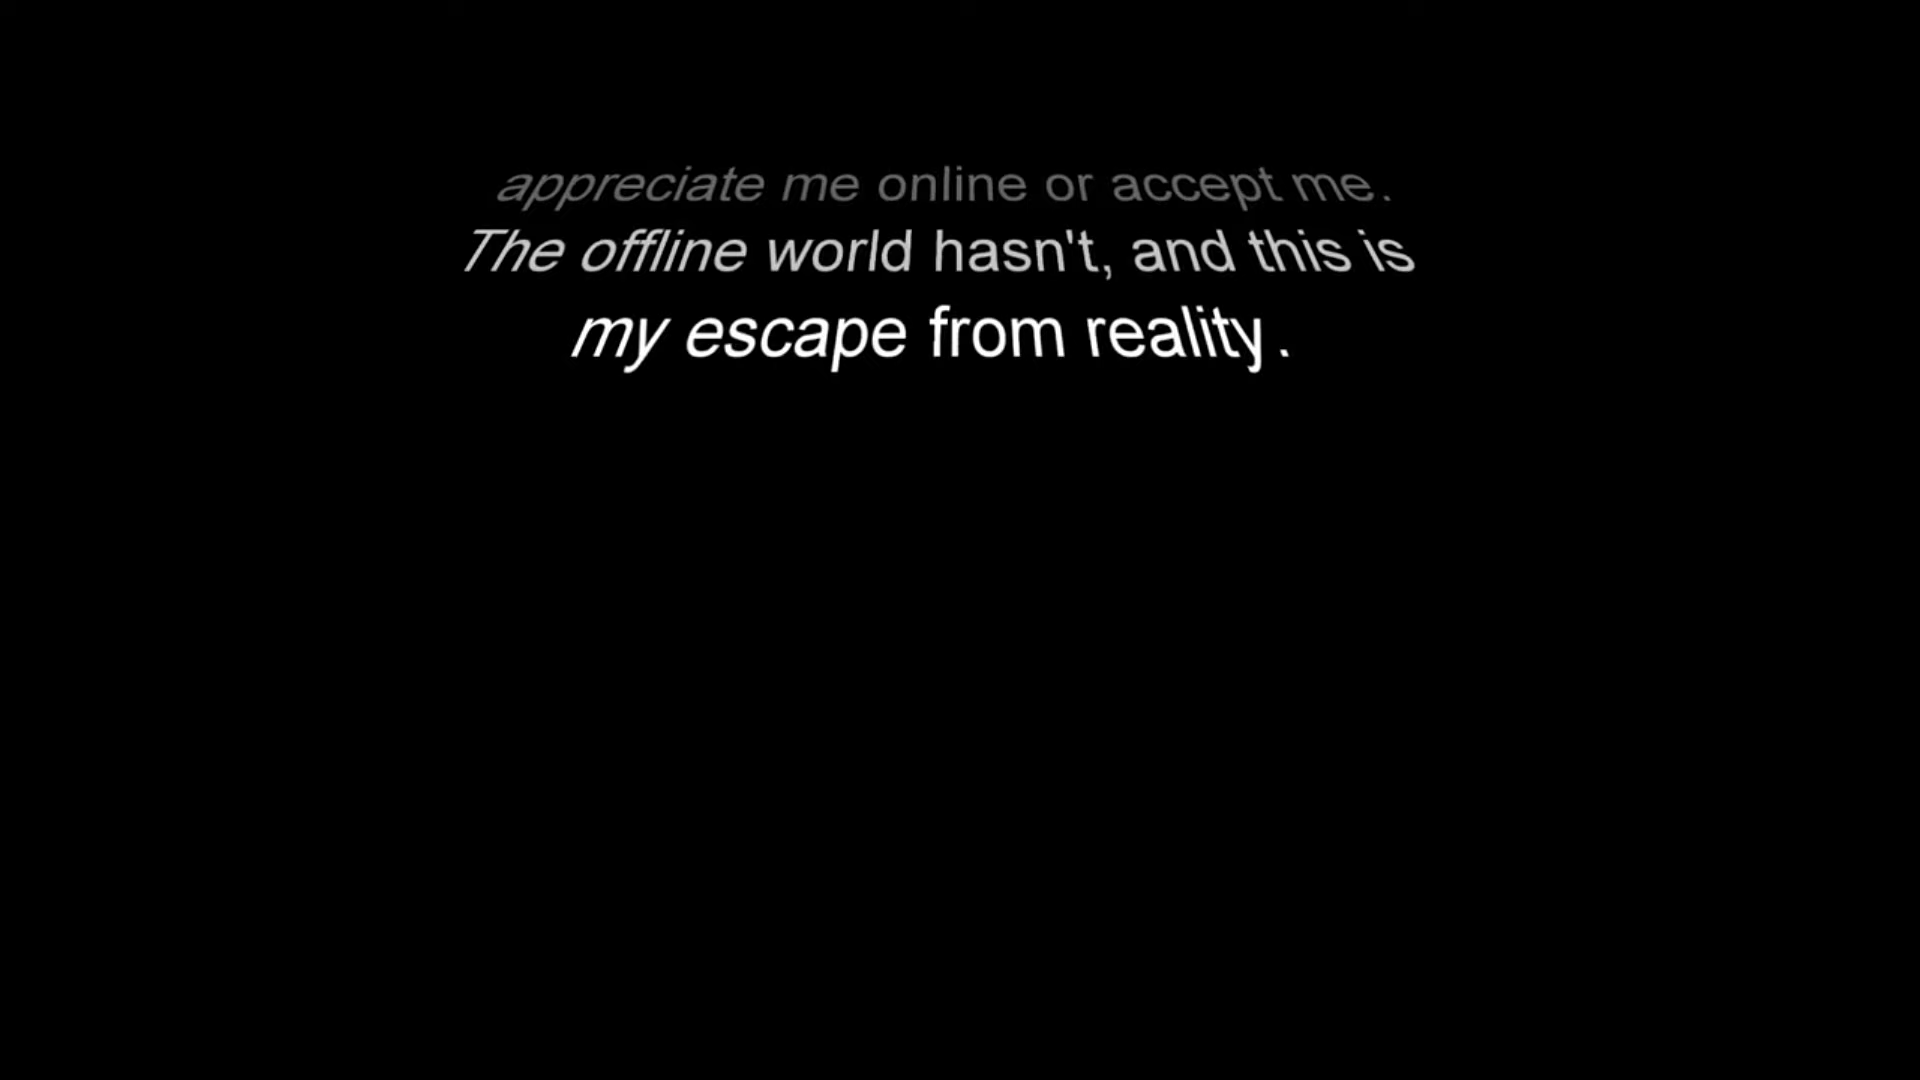 appreciate me online or accept me.
The offline world hasn't, and this is
my escape from reality.